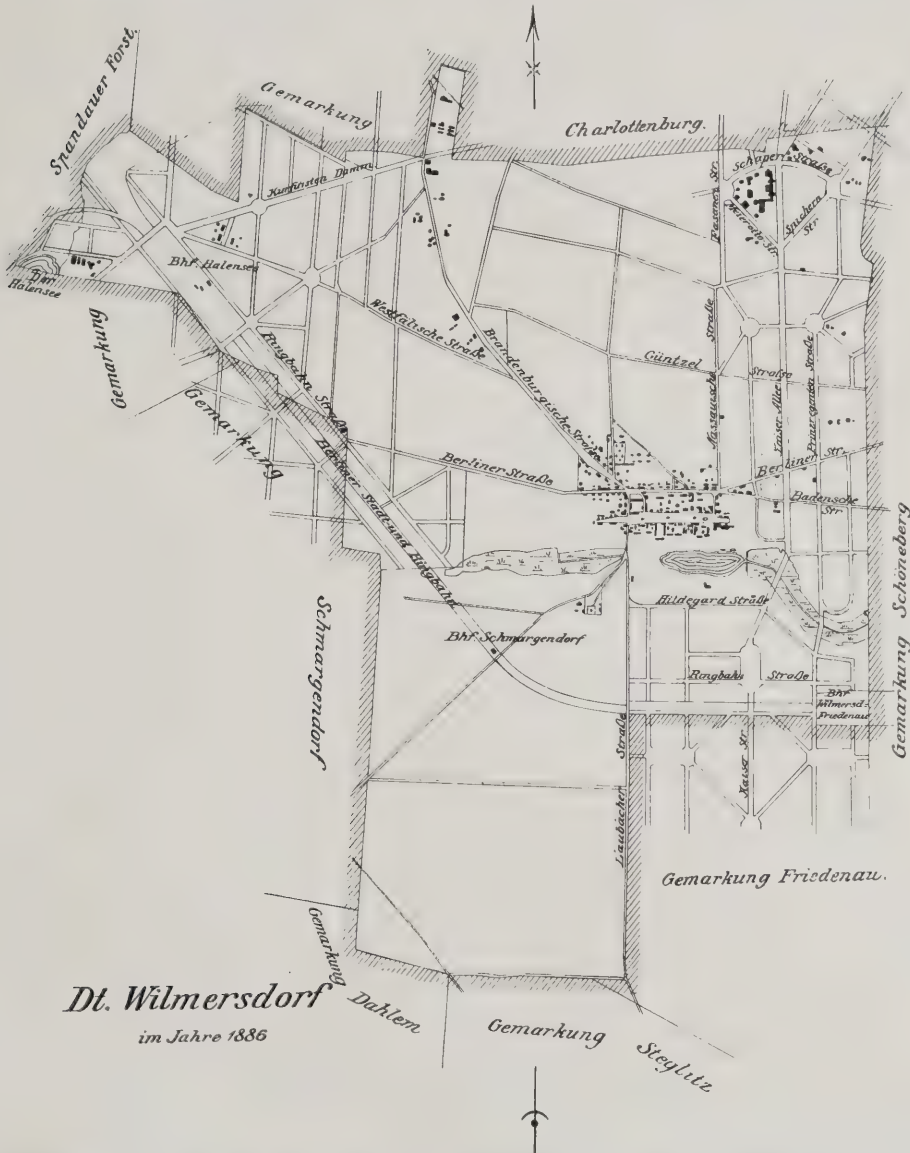 Spandauer Forst.
Gemarkung
Charlottenburg.
Kurfürsten Damm
Schaper Straße
Fasanen Str.
Meierotto Str.
Spichern
Str
Der
Halensee
Bhf. Halensee
Gemarkung
Gemarkung
Westfälische Straße
Ringbahn Straße
Brandenburgische Straße
Güntzel
Straße
Nassauische
Straße
Kaiser Allee
Prinzregenten Straße
Berliner Straße
Berliner Str.
Badensche
Str
Berliner Stadt und Ringbahn
Hildegard Straße
Bhf. Schmargendorf
Schmargendorf
Gemarkung Schöneberg
Ringbahn
Straße
Bhf
Wilmersd-
Friedenau
Laubacher
Straße
Kaiser Str
Gemarkung Friedenau.
Gemarkung
Dahlem
Gemarkung
Steglitz
Dt. Wilmersdorf
im Jahre 1886